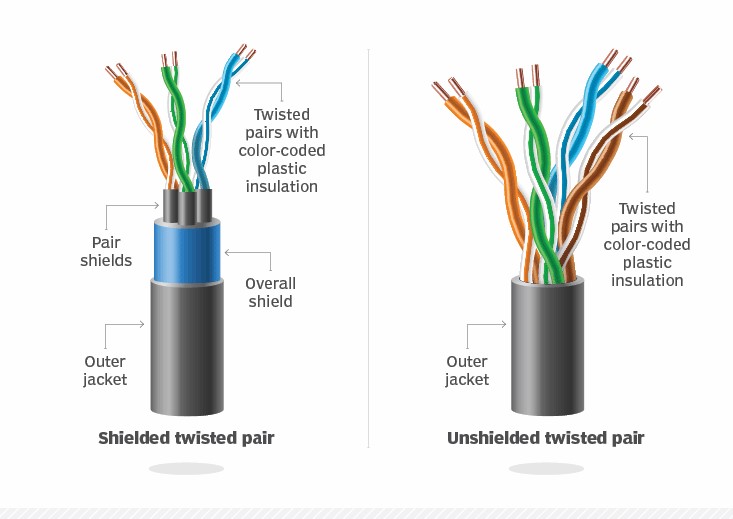 Twisted
pairs with
color-coded
plastic
insulation
Pair
shields
Overall
shield
Outer
jacket
Shielded twisted pair
Twisted
pairs with
color-coded
plastic
insulation
Outer
jacket
Unshielded twisted pair